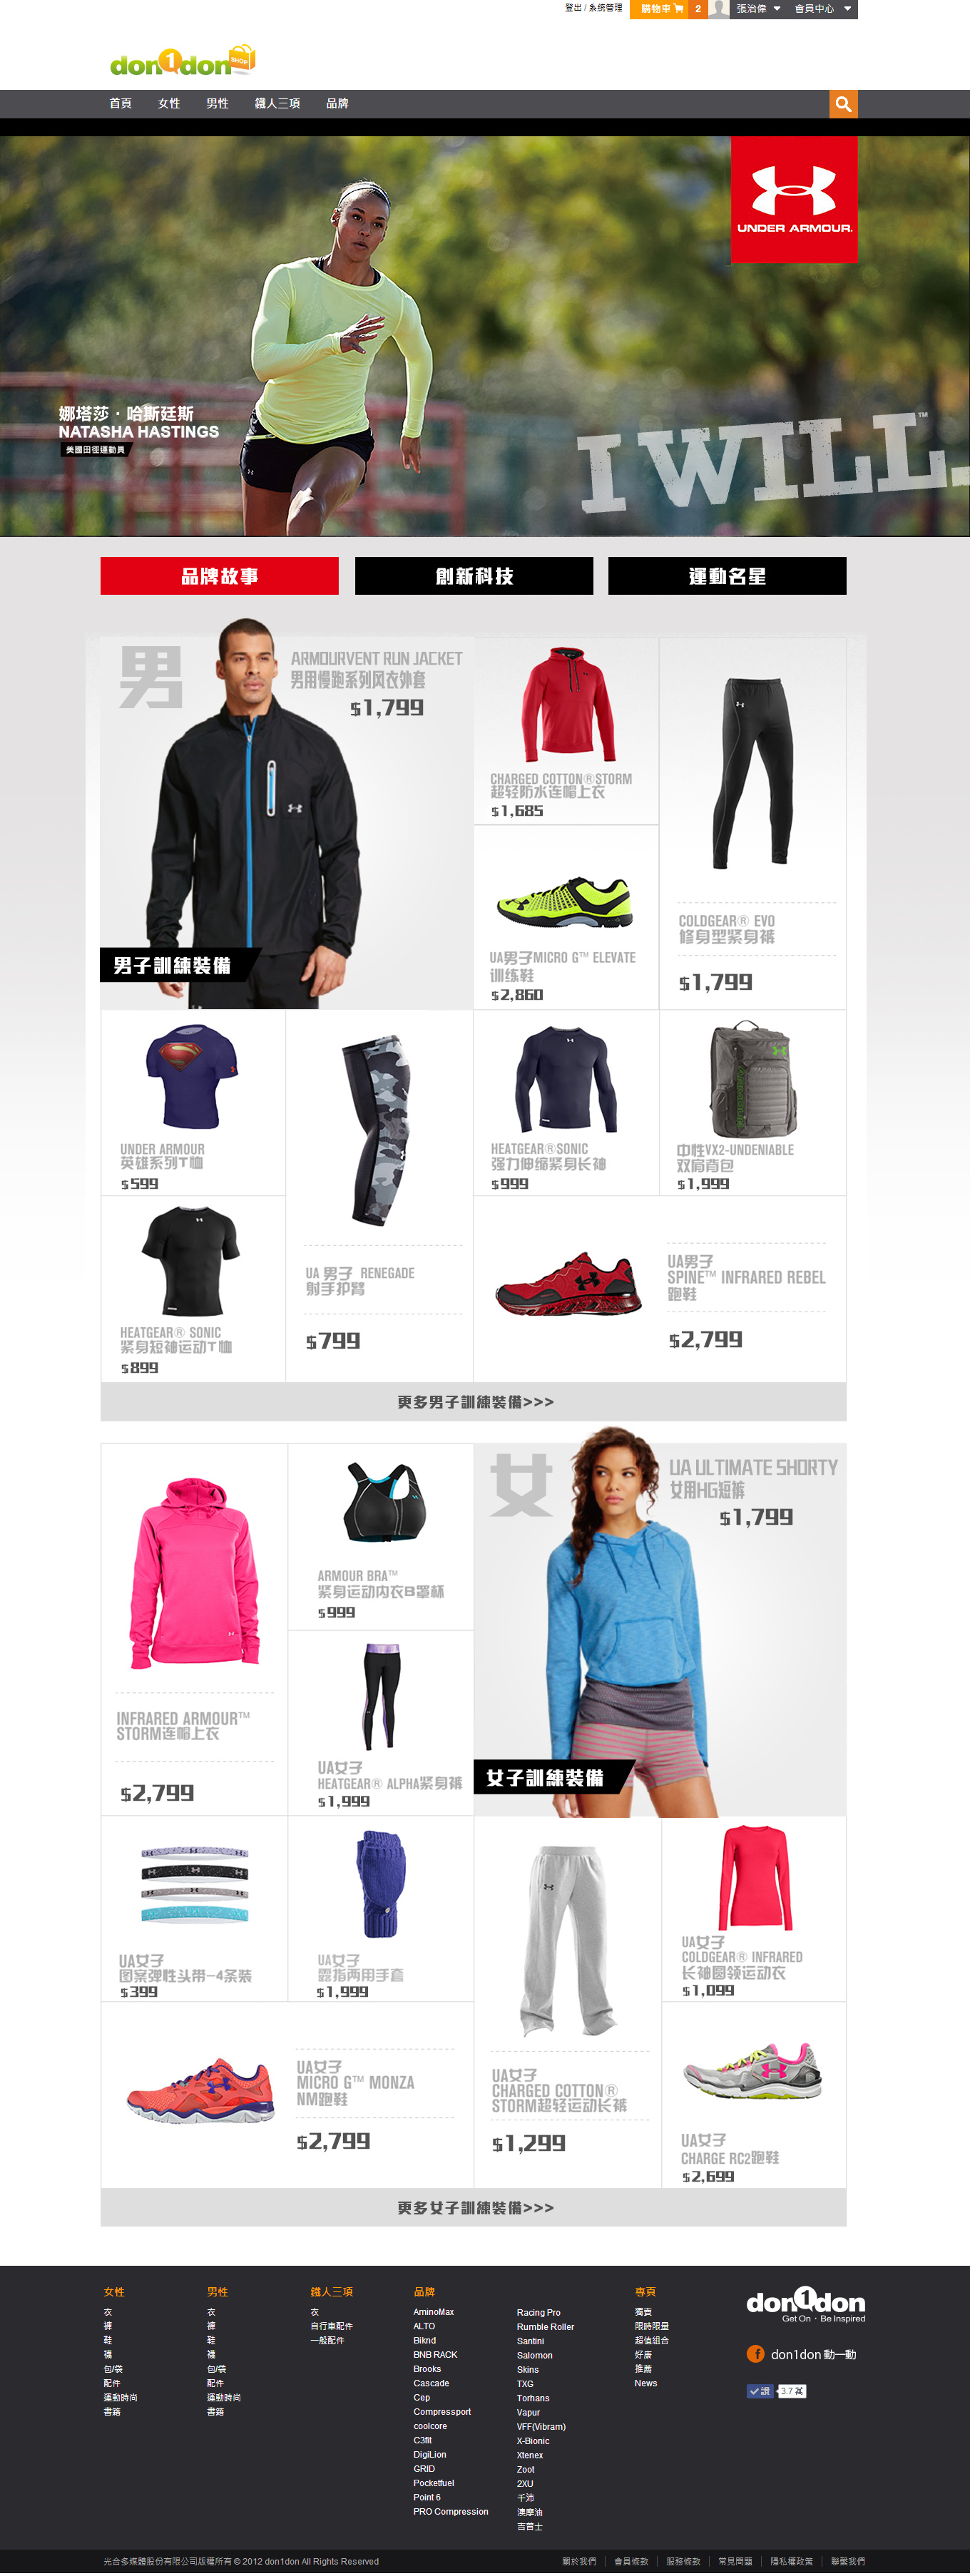 登出 / 系統管理
購物車 2
張治偉
會員中心
don1don SHOP
首頁 女性 男性 鐵人三項 品牌
UNDER ARMOUR.
娜塔莎·哈斯廷斯
NATASHA HASTINGS
美國田徑運動員
I WILL.™
品牌故事
創新科技
運動名星
男
ARMOURVENT RUN JACKET
男用慢跑系列风衣外套
$1,799
男子訓練裝備
CHARGED COTTON®STORM
超轻防水连帽上衣
$1,685
UA男子MICRO G™ ELEVATE
训练鞋
$2,860
COLDGEAR® EVO
修身型紧身裤
$1,799
UNDER ARMOUR
英雄系列T恤
$599
HEATGEAR® SONIC
紧身短袖运动T恤
$899
UA 男子 RENEGADE
射手护臂
$799
HEATGEAR®SONIC
强力伸缩紧身长袖
$999
中性VX2-UNDENIABLE
双肩背包
$1,999
UA男子
SPINE™ INFRARED REBEL
跑鞋
$2,799
更多男子訓練裝備>>>
INFRARED ARMOUR™
STORM连帽上衣
$2,799
ARMOUR BRA™
紧身运动内衣B罩杯
$999
UA女子
HEATGEAR® ALPHA紧身裤
$1,999
女
UA ULTIMATE SHORTY
女用HG短裤
$1,799
女子訓練裝備
UA女子
图案弹性头带-4条装
$399
UA女子
露指两用手套
$1,999
UA女子
MICRO G™ MONZA
NM跑鞋
$2,799
UA女子
CHARGED COTTON®
STORM超轻运动长裤
$1,299
UA女子
COLDGEAR® INFRARED
长袖圆领运动衣
$1,099
UA女子
CHARGE RC2跑鞋
$2,699
更多女子訓練裝備>>>
女性
衣
褲
鞋
襪
包/袋
配件
運動時尚
書籍
男性
衣
褲
鞋
襪
包/袋
配件
運動時尚
書籍
鐵人三項
衣
自行車配件
一般配件
品牌
AminoMax
ALTO
Biknd
BNB RACK
Brooks
Cascade
Cep
Compressport
coolcore
C3fit
DigiLion
GRID
Pocketfuel
Point 6
PRO Compression
Racing Pro
Rumble Roller
Santini
Salomon
Skins
TXG
Torhans
Vapur
VFF(Vibram)
X-Bionic
Xtenex
Zoot
2XU
千沛
澳摩油
吉普士
專頁
獨賣
限時限量
超值組合
好康
推薦
News
don1don
Get On · Be Inspired
don1don 動一動
讚 3.7 萬
光合多媒體股份有限公司版權所有 © 2012 don1don All Rights Reserved
關於我們 | 會員條款 | 服務條款 | 常見問題 | 隱私權政策 | 聯繫我們